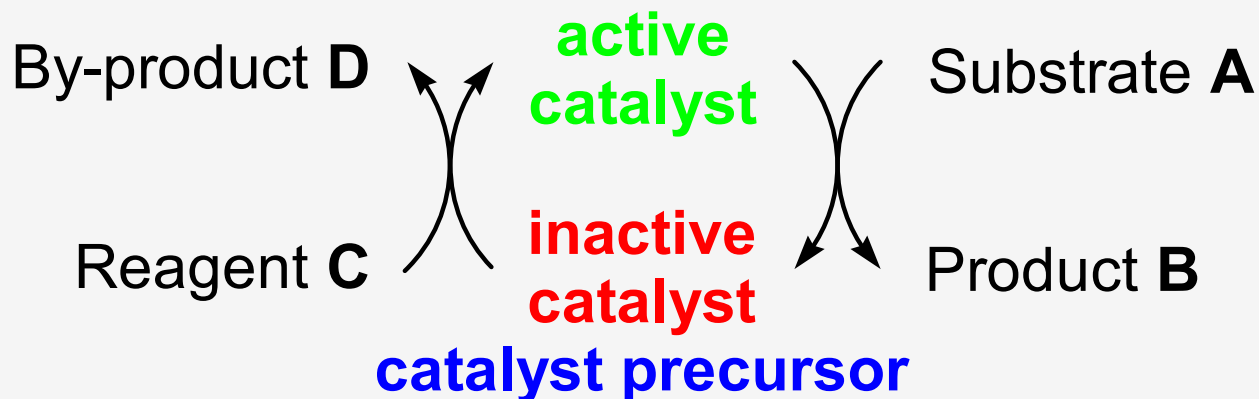 By-product D
active
catalyst
Substrate A
Reagent C
inactive
catalyst
Product B
catalyst precursor